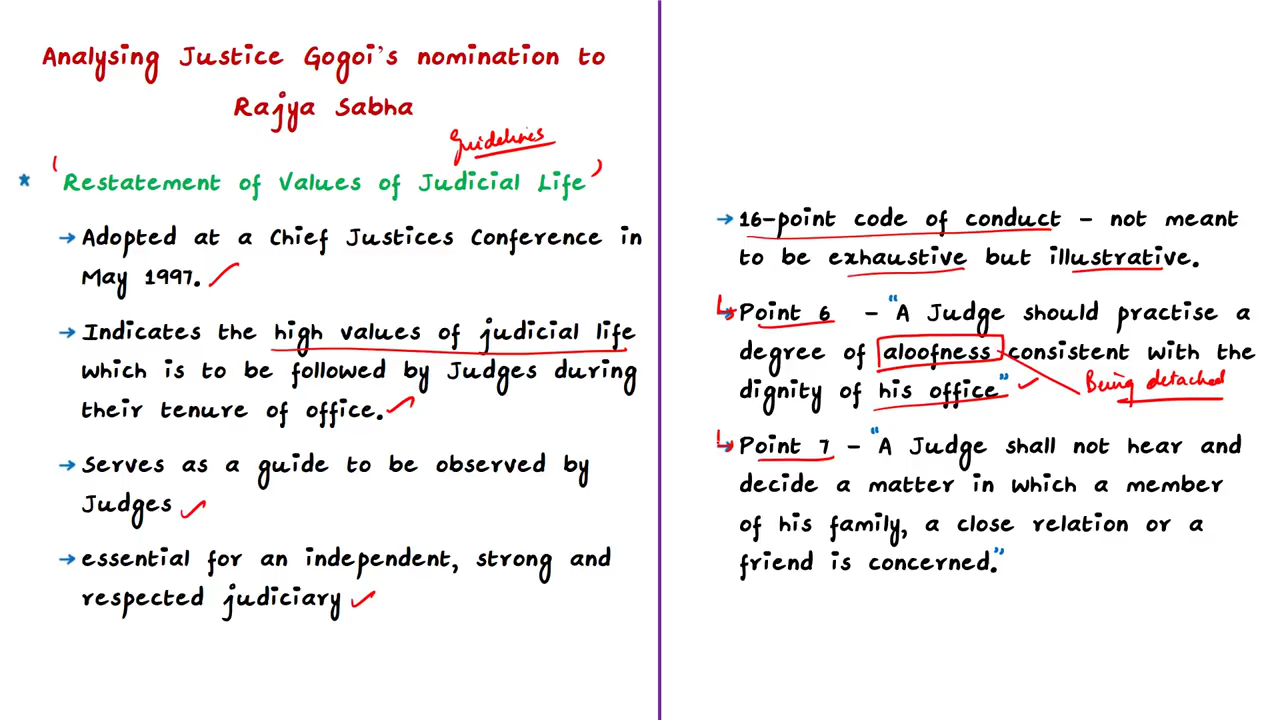 Analysing Justice Gogoi's nomination to
Rajya Sabha
Guidelines
* 'Restatement of Values of Judicial Life'
→ Adopted at a Chief Justices Conference in
May 1997.
→ Indicates the high values of judicial life
which is to be followed by Judges during
their tenure of office.
→ Serves as a guide to be observed by
Judges
→ essential for an independent, strong and
respected judiciary
→ 16-point code of conduct - not meant
to be exhaustive but illustrative.
→ Point 6 - "A Judge should practise a
degree of aloofness consistent with the
dignity of his office"
Being detached
→ Point 7 - "A Judge shall not hear and
decide a matter in which a member
of his family, a close relation or a
friend is concerned."